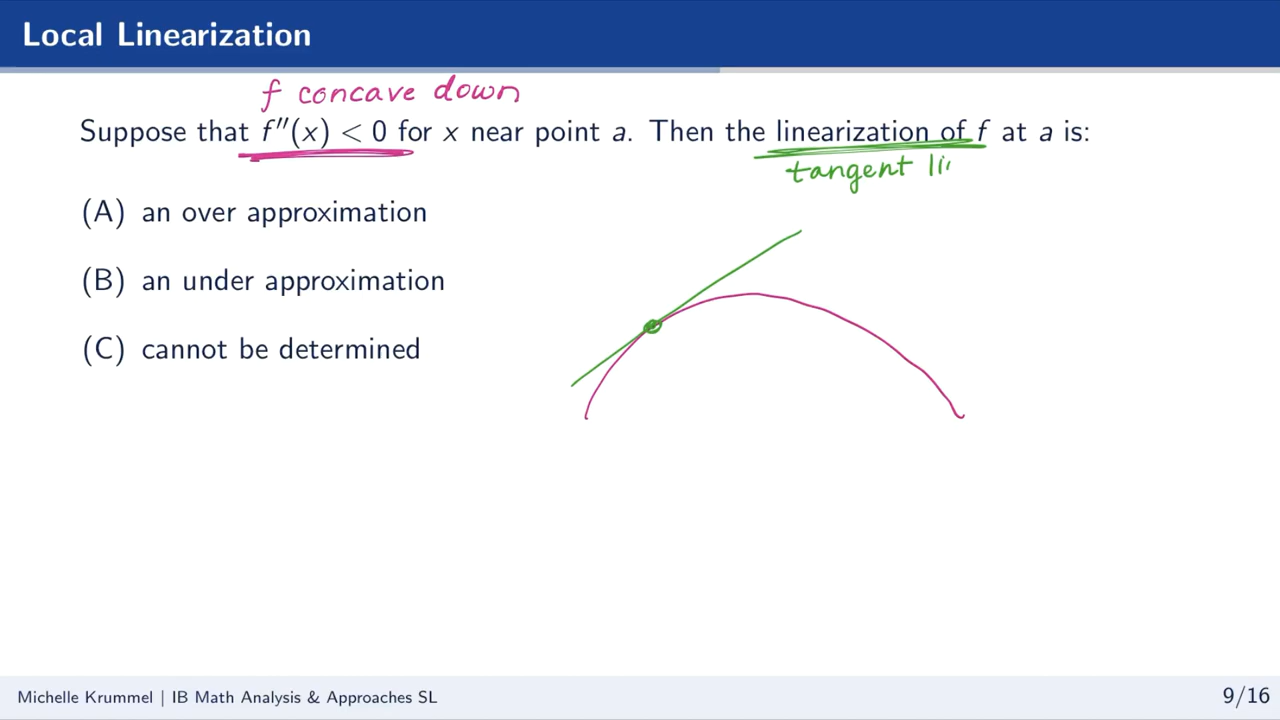 Local Linearization
f concave down
Suppose that f″(x) < 0 for x near point a. Then the linearization of f at a is:
tangent li
(A) an over approximation
(B) an under approximation
(C) cannot be determined
Michelle Krummel | IB Math Analysis & Approaches SL
9/16